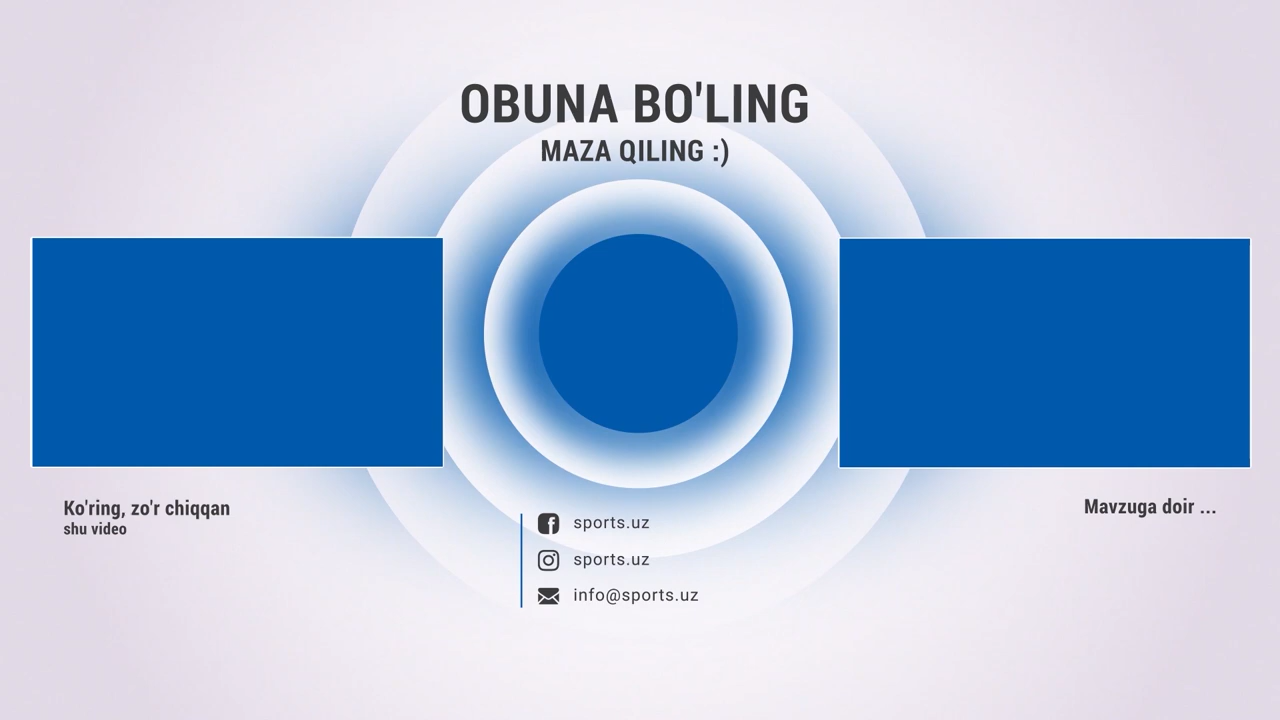 OBUNA BO'LING
MAZA QILING :)
Ko'ring, zo'r chiqqan
shu video
Mavzuga doir ...
sports.uz
sports.uz
info@sports.uz